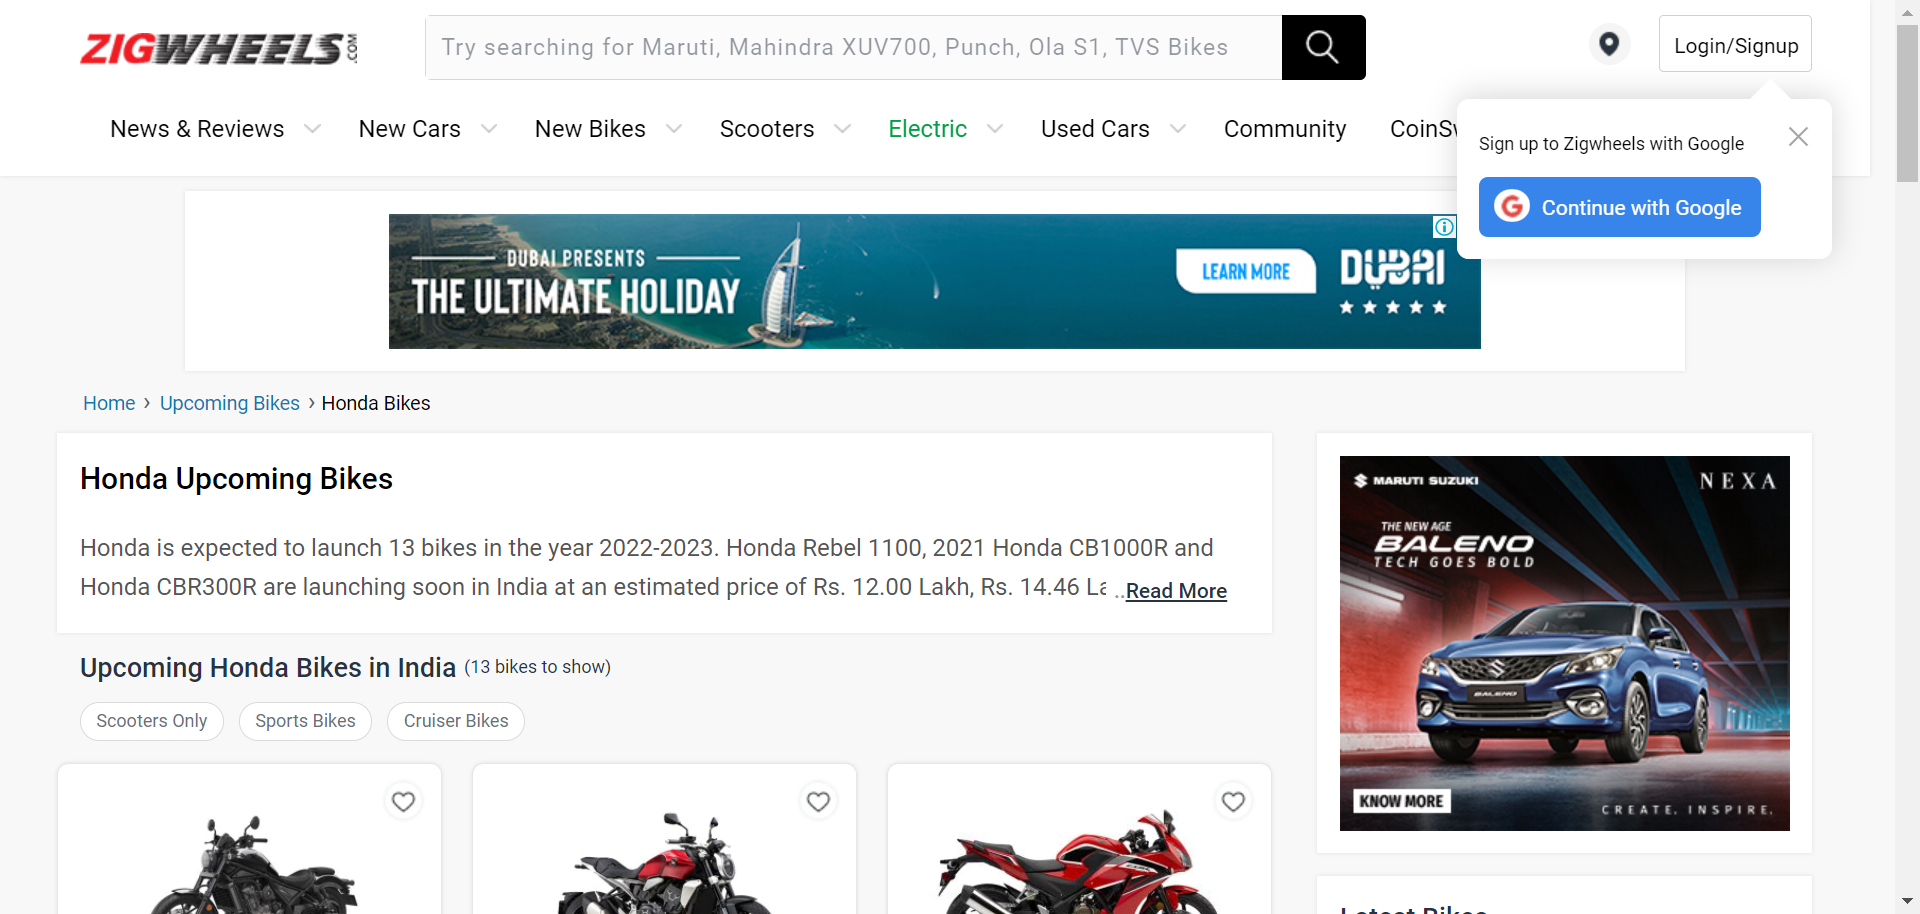 ZIGWHEELS.COM
Try searching for Maruti, Mahindra XUV700, Punch, Ola S1, TVS Bikes
Login/Signup
News & Reviews
New Cars
New Bikes
Scooters
Electric
Used Cars
Community
CoinSw
Sign up to Zigwheels with Google
Continue with Google
DUBAI PRESENTS
THE ULTIMATE HOLIDAY
LEARN MORE
DUBAI
Home › Upcoming Bikes › Honda Bikes
Honda Upcoming Bikes
Honda is expected to launch 13 bikes in the year 2022-2023. Honda Rebel 1100, 2021 Honda CB1000R and
Honda CBR300R are launching soon in India at an estimated price of Rs. 12.00 Lakh, Rs. 14.46 La ..Read More
Upcoming Honda Bikes in India (13 bikes to show)
Scooters Only
Sports Bikes
Cruiser Bikes
MARUTI SUZUKI
NEXA
THE NEW AGE
BALENO
TECH GOES BOLD
BALENO
KNOW MORE
CREATE. INSPIRE.
Latest Bikes